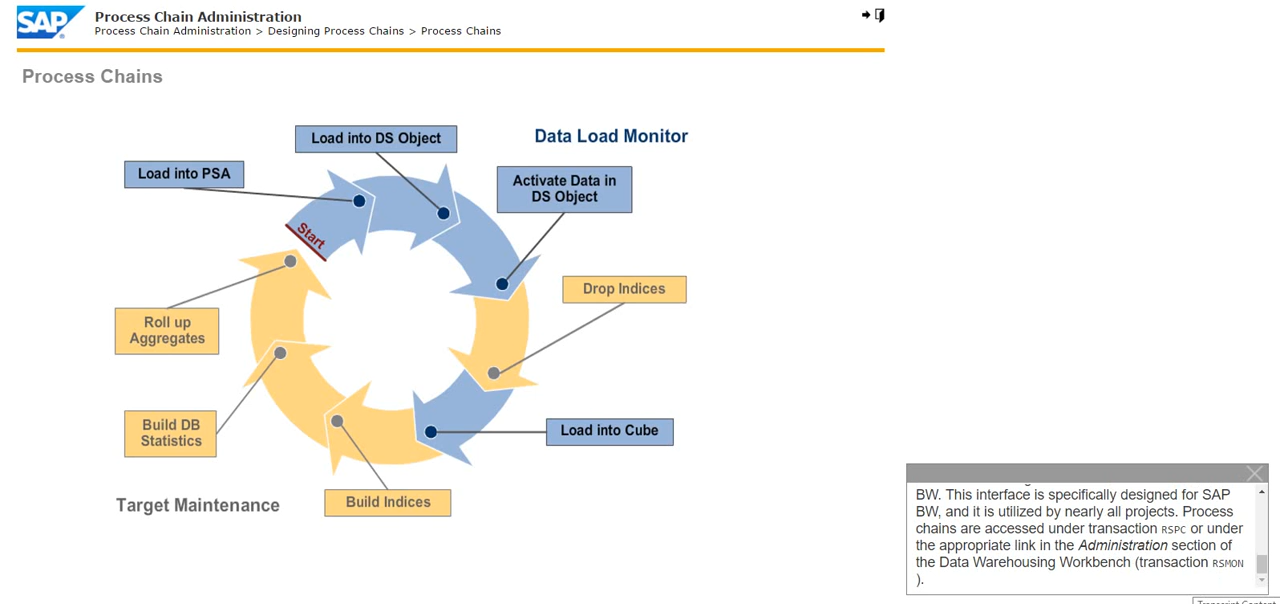 SAP
Process Chain Administration
Process Chain Administration > Designing Process Chains > Process Chains
Process Chains
Load into DS Object
Data Load Monitor
Load into PSA
Activate Data in
DS Object
Start
Drop Indices
Roll up
Aggregates
Build DB
Statistics
Load into Cube
Target Maintenance
Build Indices
BW. This interface is specifically designed for SAP
BW, and it is utilized by nearly all projects. Process
chains are accessed under transaction RSPC or under
the appropriate link in the Administration section of
the Data Warehousing Workbench (transaction RSMON
).
Transcript Content